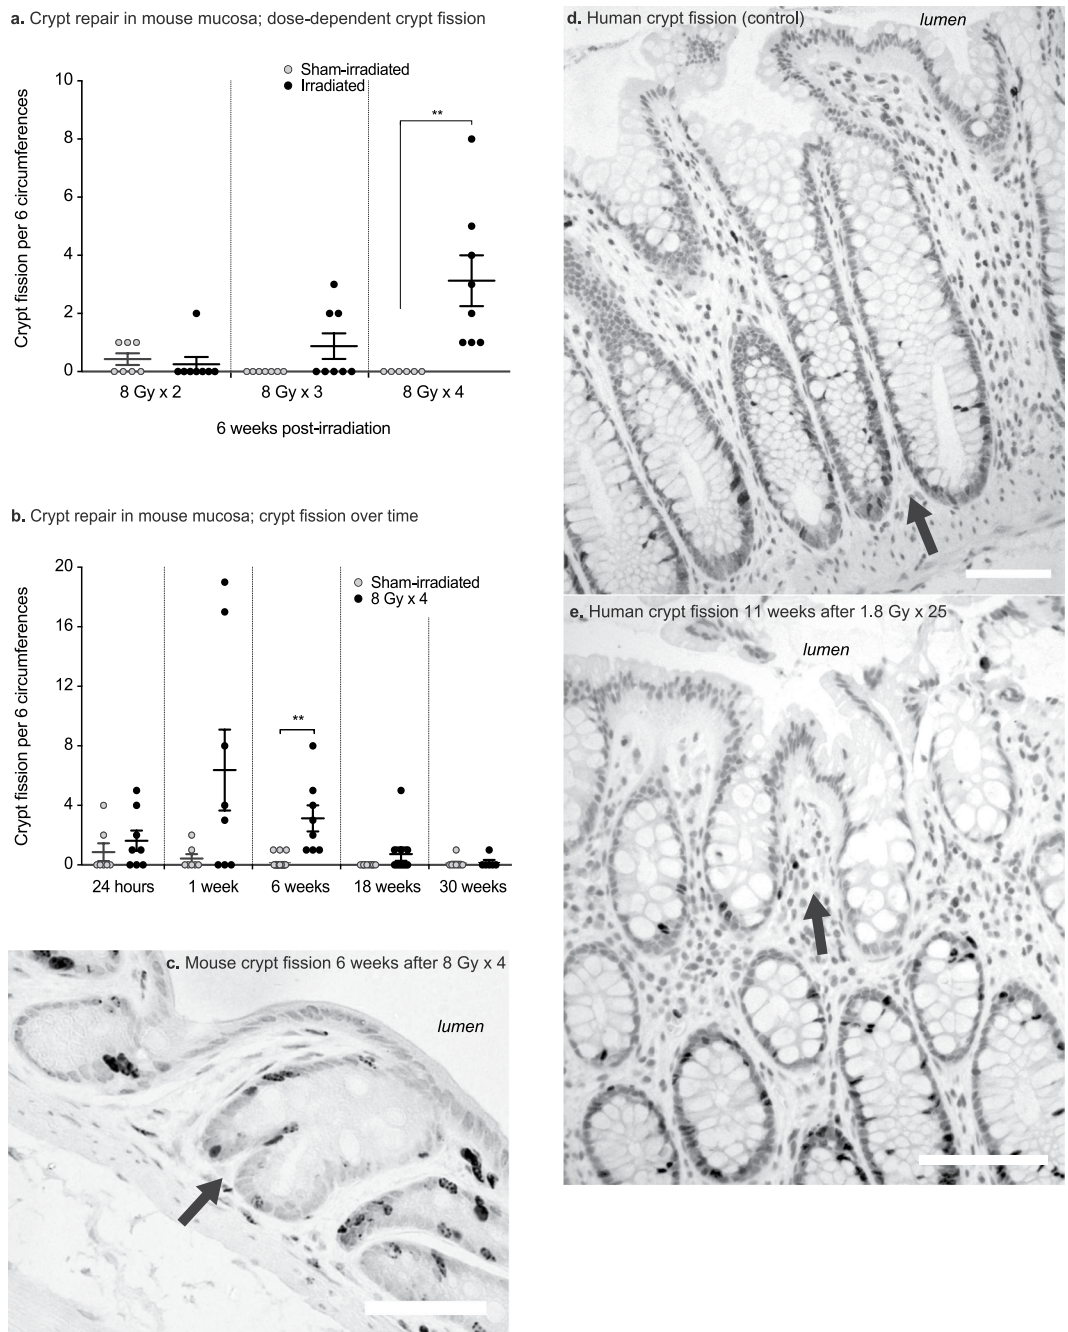 a. Crypt repair in mouse mucosa; dose-dependent crypt fission
Crypt fission per 6 circumferences
10
8
6
4
2
0
Sham-irradiated
Irradiated
**
8 Gy x 2
8 Gy x 3
8 Gy x 4
6 weeks post-irradiation
b. Crypt repair in mouse mucosa; crypt fission over time
Crypt fission per 6 circumferences
20
16
12
8
4
0
Sham-irradiated
8 Gy x 4
**
24 hours
1 week
6 weeks
18 weeks
30 weeks
c. Mouse crypt fission 6 weeks after 8 Gy x 4
lumen
d. Human crypt fission (control)
lumen
e. Human crypt fission 11 weeks after 1.8 Gy x 25
lumen